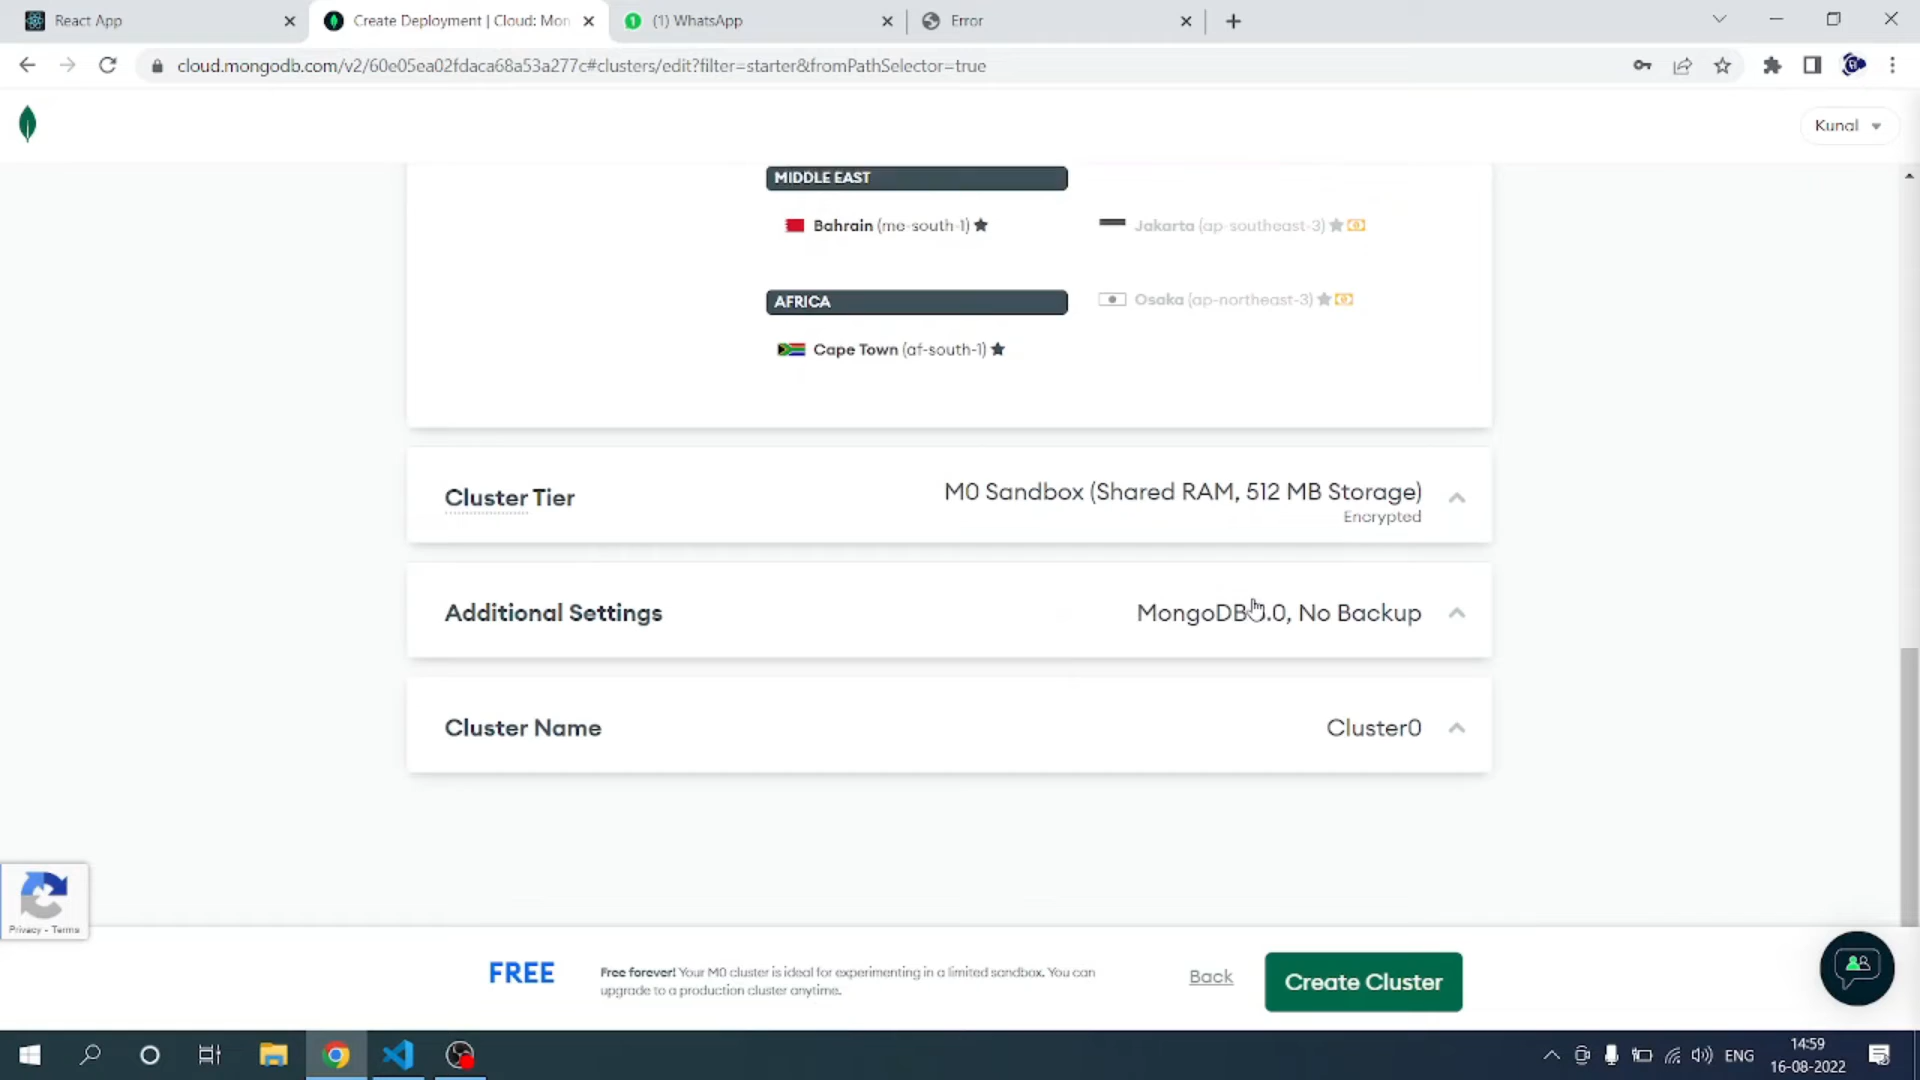 React App
Create Deployment | Cloud: Mon
(1) WhatsApp
Error
cloud.mongodb.com/v2/60e05ea02fdaca68a53a277c#clusters/edit?filter=starter&fromPathSelector=true
Kunal
MIDDLE EAST
Bahrain (me-south-1)
Jakarta (ap-southeast-3)
AFRICA
Osaka (ap-northeast-3)
Cape Town (af-south-1)
Cluster Tier
M0 Sandbox (Shared RAM, 512 MB Storage)
Encrypted
Additional Settings
MongoDB .0, No Backup
Cluster Name
Cluster0
Privacy - Terms
FREE
Free forever! Your M0 cluster is ideal for experimenting in a limited sandbox. You can
upgrade to a production cluster anytime.
Back
Create Cluster
ENG
14:59
16-08-2022